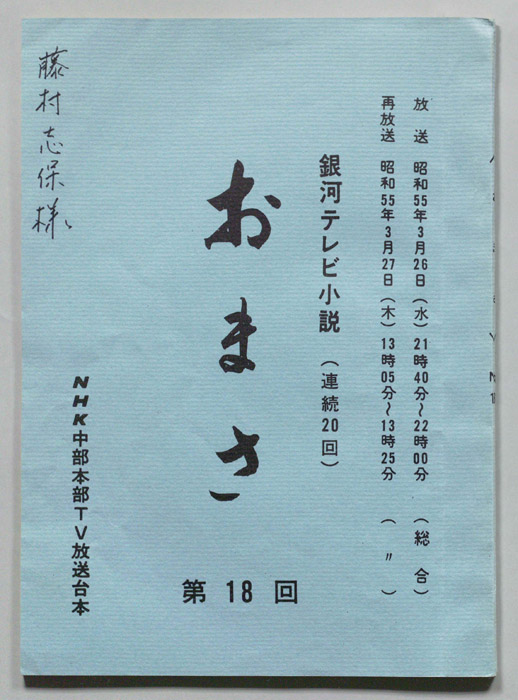 放送 昭和55年3月26日（水）21時40分〜22時00分（総合）
再放送 昭和55年3月27日（木）13時05分〜13時25分（〃）
銀河テレビ小説（連続20回）
おまさ
第18回
NHK中部本部TV放送台本
藤村志保様